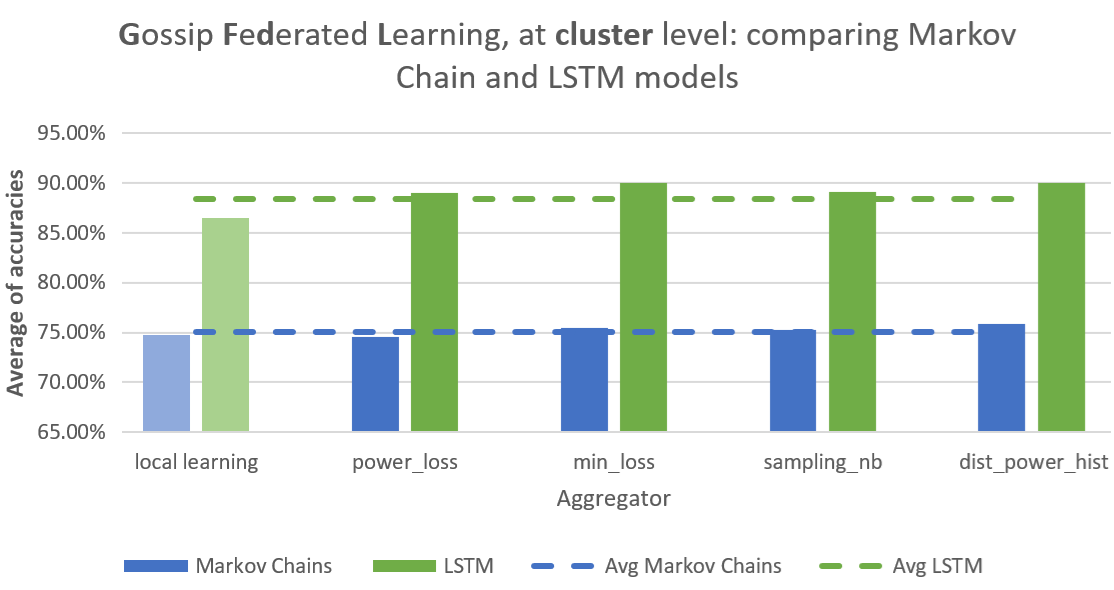 Gossip Federated Learning, at cluster level: comparing Markov
Chain and LSTM models
Average of accuracies
95.00%
90.00%
85.00%
80.00%
75.00%
70.00%
65.00%
local learning
power_loss
min_loss
sampling_nb
dist_power_hist
Aggregator
Markov Chains
LSTM
Avg Markov Chains
Avg LSTM